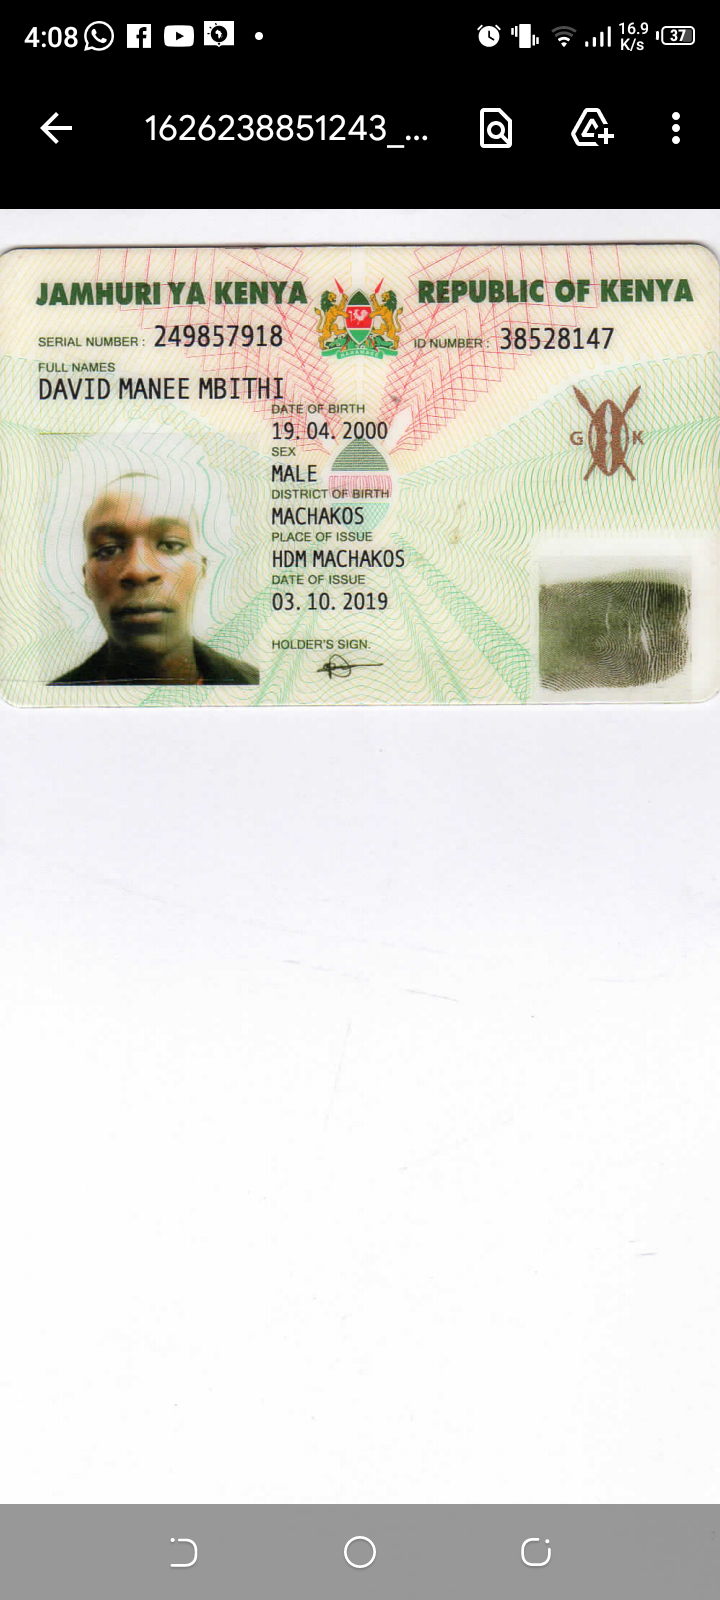 4:08 16.9 K/s 37
1626238851243_...
JAMHURI YA KENYA REPUBLIC OF KENYA
SERIAL NUMBER : 249857918 ID NUMBER : 38528147
FULL NAMES
DAVID MANEE MBITHI
DATE OF BIRTH
19. 04. 2000
SEX
MALE
DISTRICT OF BIRTH
MACHAKOS
PLACE OF ISSUE
HDM MACHAKOS
DATE OF ISSUE
03. 10. 2019
HOLDER'S SIGN.
G K
HARAMBEE